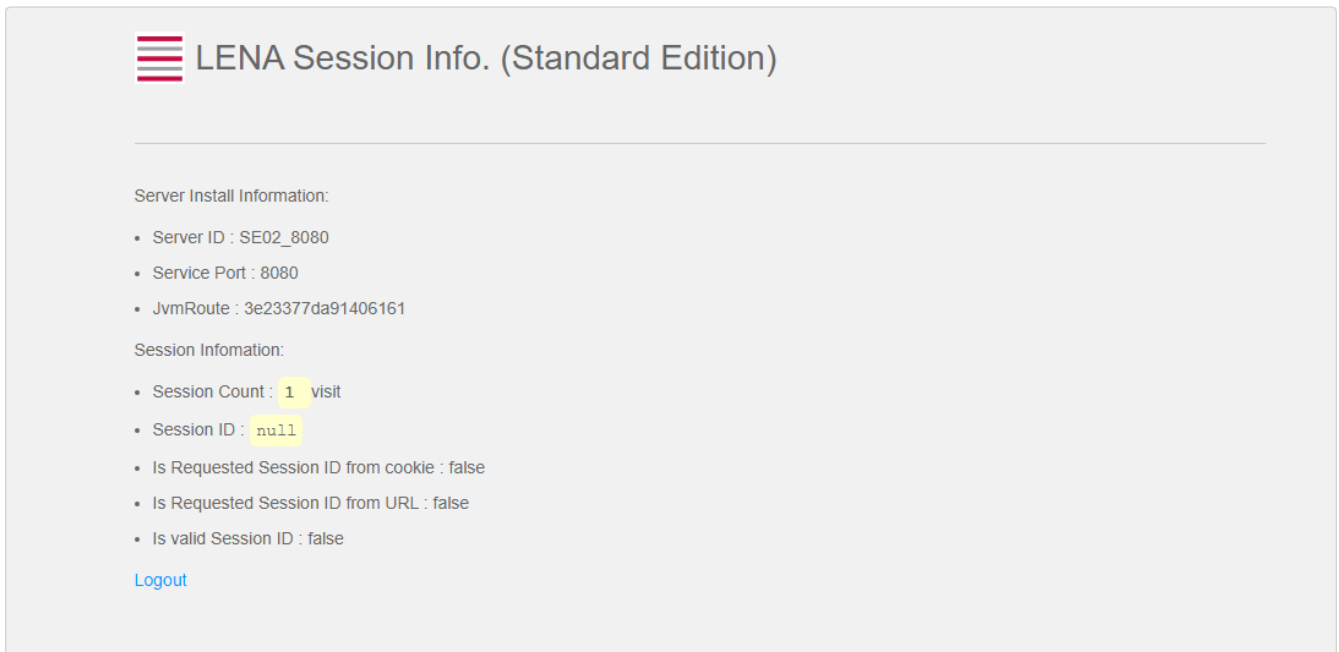 LENA Session Info. (Standard Edition)
Server Install Information:
• Server ID : SE02_8080
• Service Port : 8080
• JvmRoute : 3e23377da91406161
Session Infomation:
• Session Count : 1 visit
• Session ID : null
• Is Requested Session ID from cookie : false
• Is Requested Session ID from URL : false
• Is valid Session ID : false
Logout